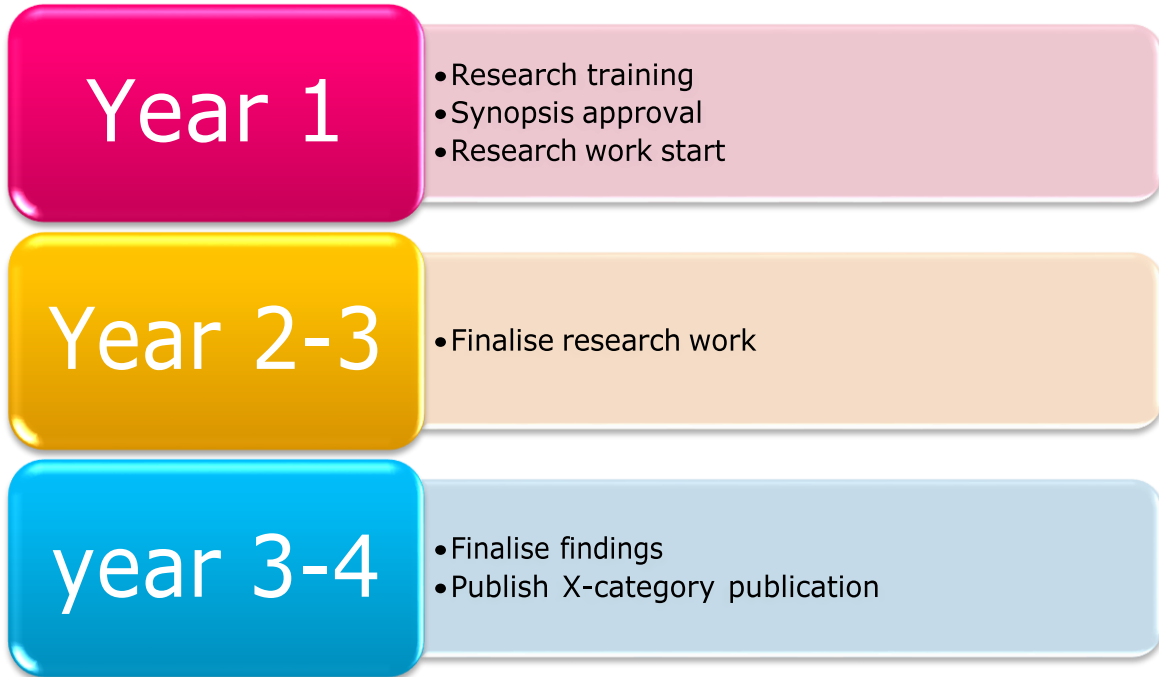 Year 1
•Research training
•Synopsis approval
•Research work start
Year 2-3
•Finalise research work
year 3-4
•Finalise findings
•Publish X-category publication